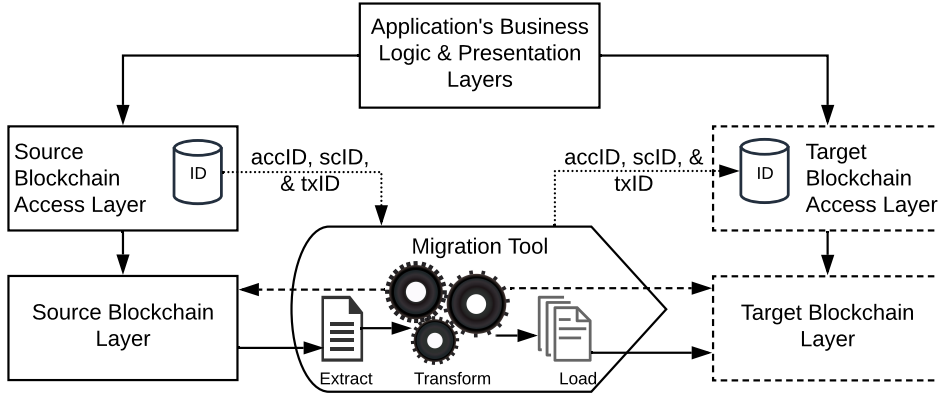 Application's Business
Logic & Presentation
Layers
Source
Blockchain
Access Layer
ID
accID, scID,
& txID
accID, scID, &
txID
ID
Target
Blockchain
Access Layer
Migration Tool
Source Blockchain
Layer
Extract
Transform
Load
Target Blockchain
Layer